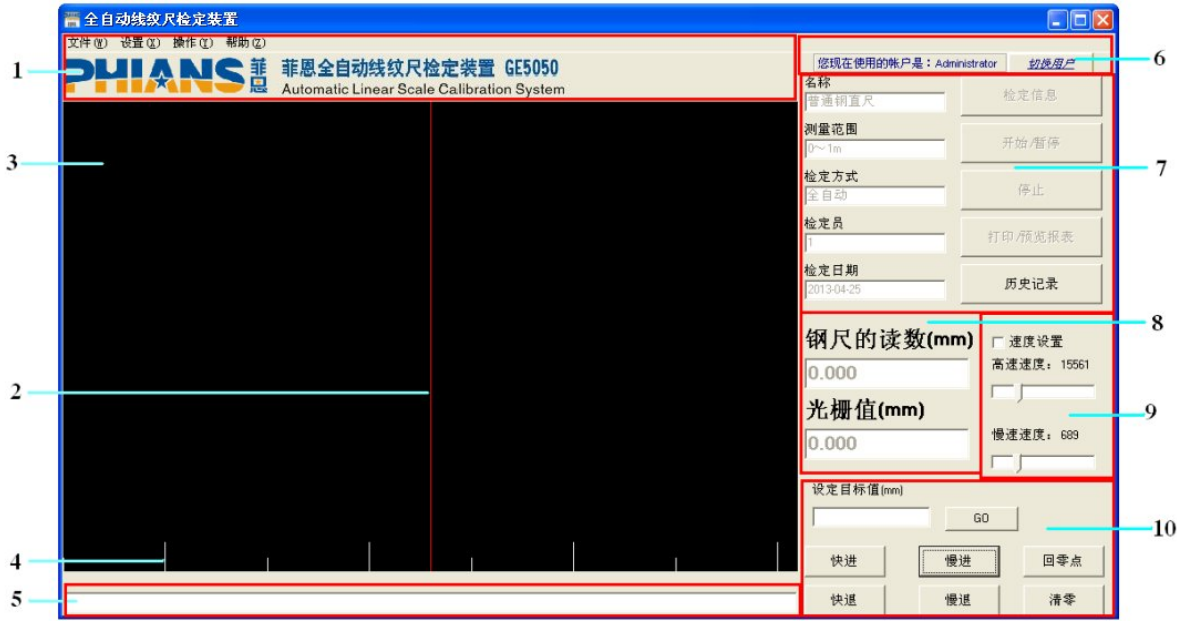 全自动线纹尺检定装置
文件(W) 设置(X) 操作(Y) 帮助(Z)
1
PHIANS 菲恩 菲恩全自动线纹尺检定装置 GE5050
Automatic Linear Scale Calibration System
您现在使用的帐户是：Administrator 切换用户
6
名称
普通钢直尺
检定信息
测量范围
0～1m
开始/暂停
3
7
检定方式
全自动
停止
检定员
1
打印/预览报表
检定日期
2013-04-25
历史记录
8
钢尺的读数(mm)
0.000
光栅值(mm)
0.000
2
速度设置
高速速度：15561
9
慢速速度：689
设定目标值(mm)
GO
10
快进 慢进 回零点
4
快退 慢退 清零
5